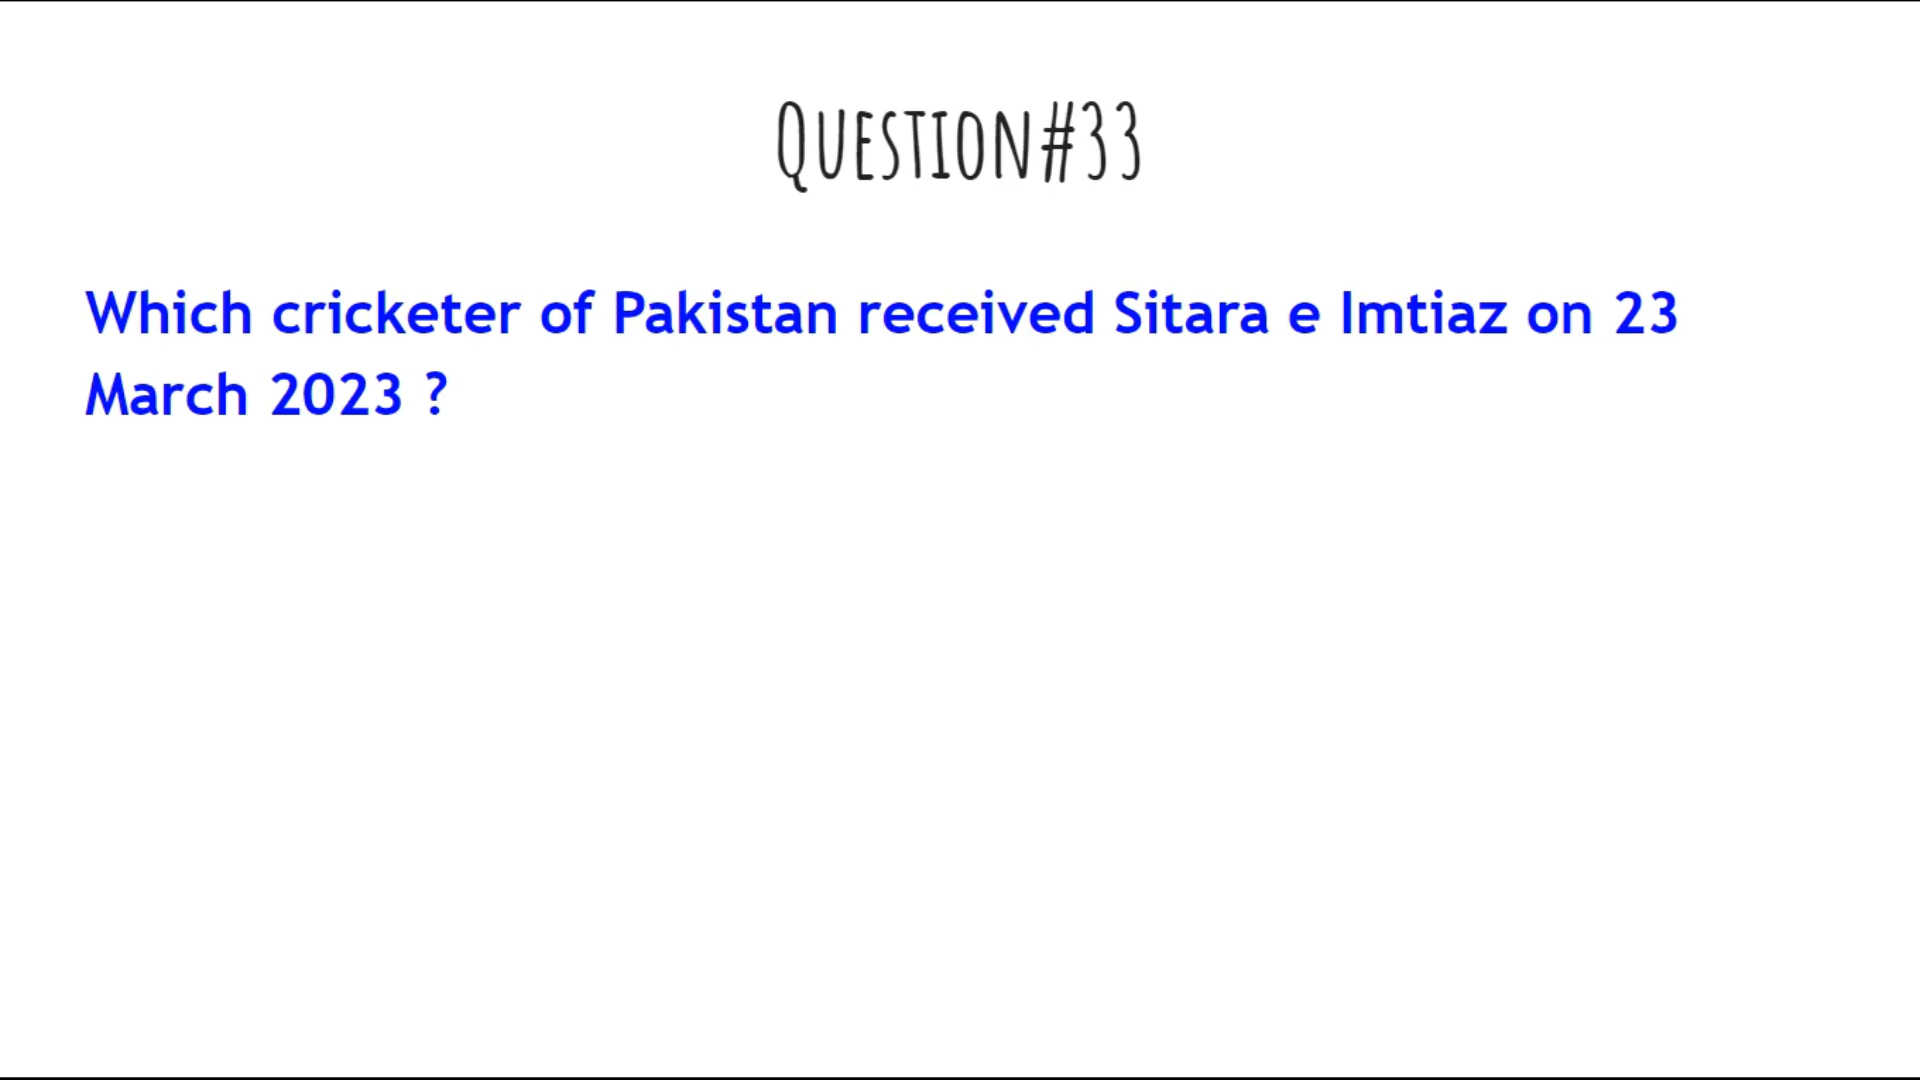 Question#33
Which cricketer of Pakistan received Sitara e Imtiaz on 23
March 2023 ?